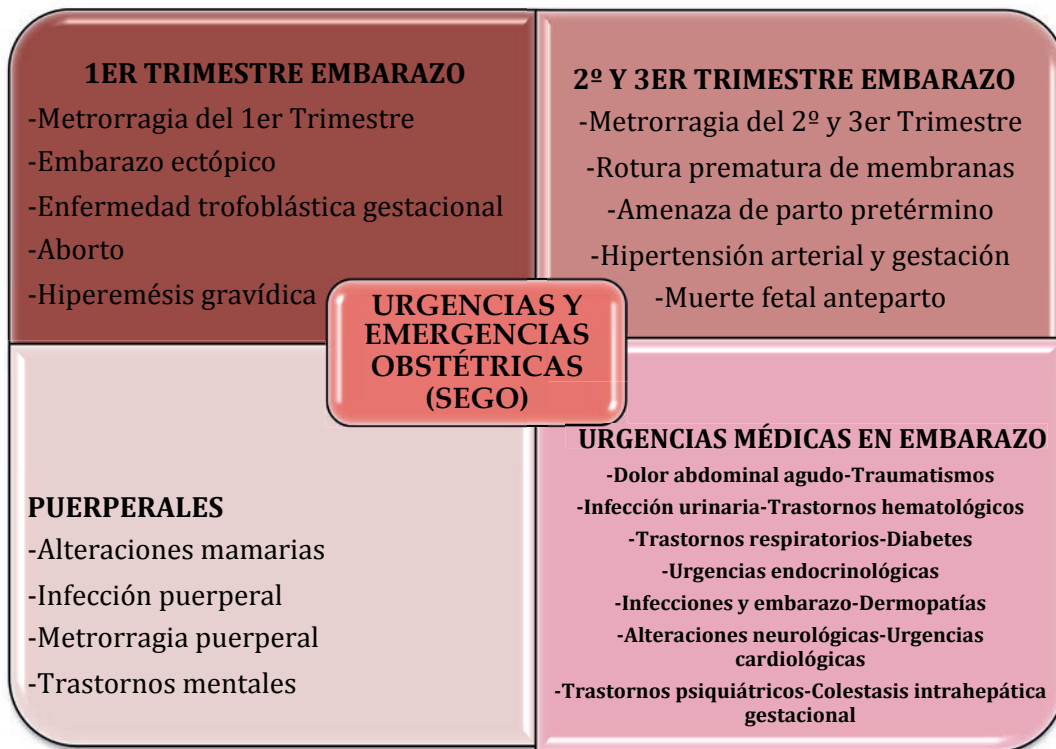 1ER TRIMESTRE EMBARAZO
-Metrorragia del 1er Trimestre
-Embarazo ectópico
-Enfermedad trofoblástica gestacional
-Aborto
-Hiperemésis gravídica
2º Y 3ER TRIMESTRE EMBARAZO
-Metrorragia del 2º y 3er Trimestre
-Rotura prematura de membranas
-Amenaza de parto pretérmino
-Hipertensión arterial y gestación
-Muerte fetal anteparto
URGENCIAS Y
EMERGENCIAS
OBSTÉTRICAS
(SEGO)
PUERPERALES
-Alteraciones mamarias
-Infección puerperal
-Metrorragia puerperal
-Trastornos mentales
URGENCIAS MÉDICAS EN EMBARAZO
-Dolor abdominal agudo-Traumatismos
-Infección urinaria-Trastornos hematológicos
-Trastornos respiratorios-Diabetes
-Urgencias endocrinológicas
-Infecciones y embarazo-Dermopatías
-Alteraciones neurológicas-Urgencias
cardiológicas
-Trastornos psiquiátricos-Colestasis intrahepática
gestacional